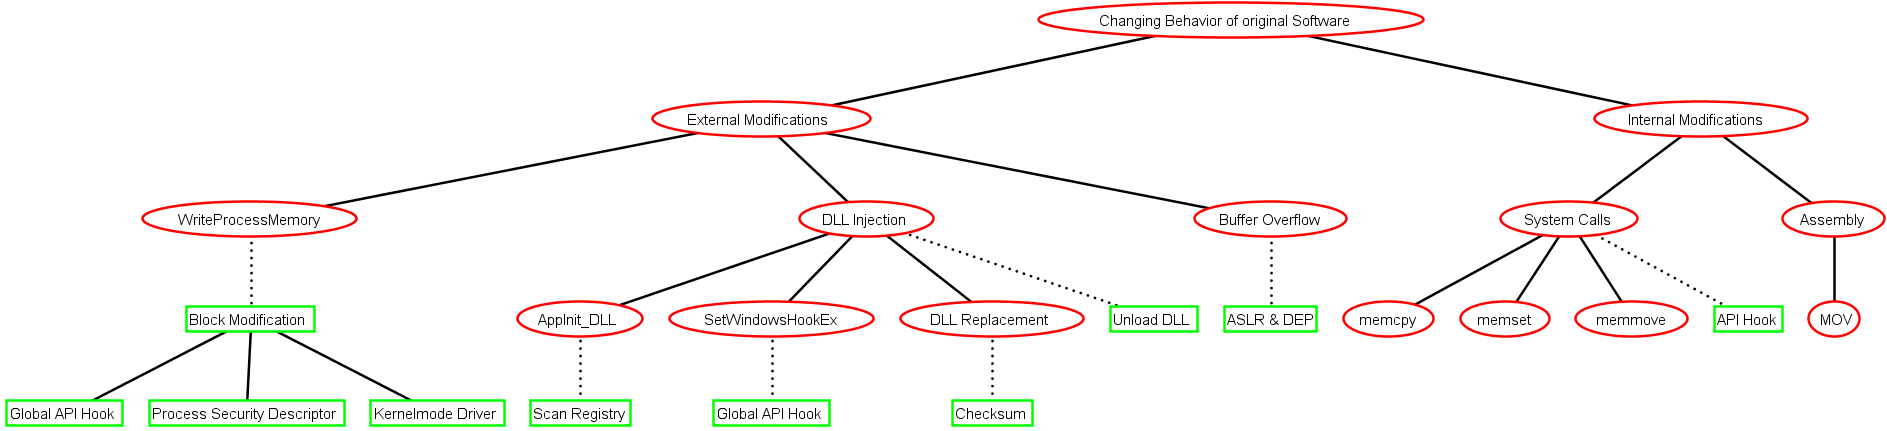 Changing Behavior of original Software
External Modifications
Internal Modifications
WriteProcessMemory
DLL Injection
Buffer Overflow
System Calls
Assembly
Block Modification
AppInit_DLL
SetWindowsHookEx
DLL Replacement
Unload DLL
ASLR & DEP
memcpy
memset
memmove
API Hook
MOV
Global API Hook
Process Security Descriptor
Kernelmode Driver
Scan Registry
Global API Hook
Checksum